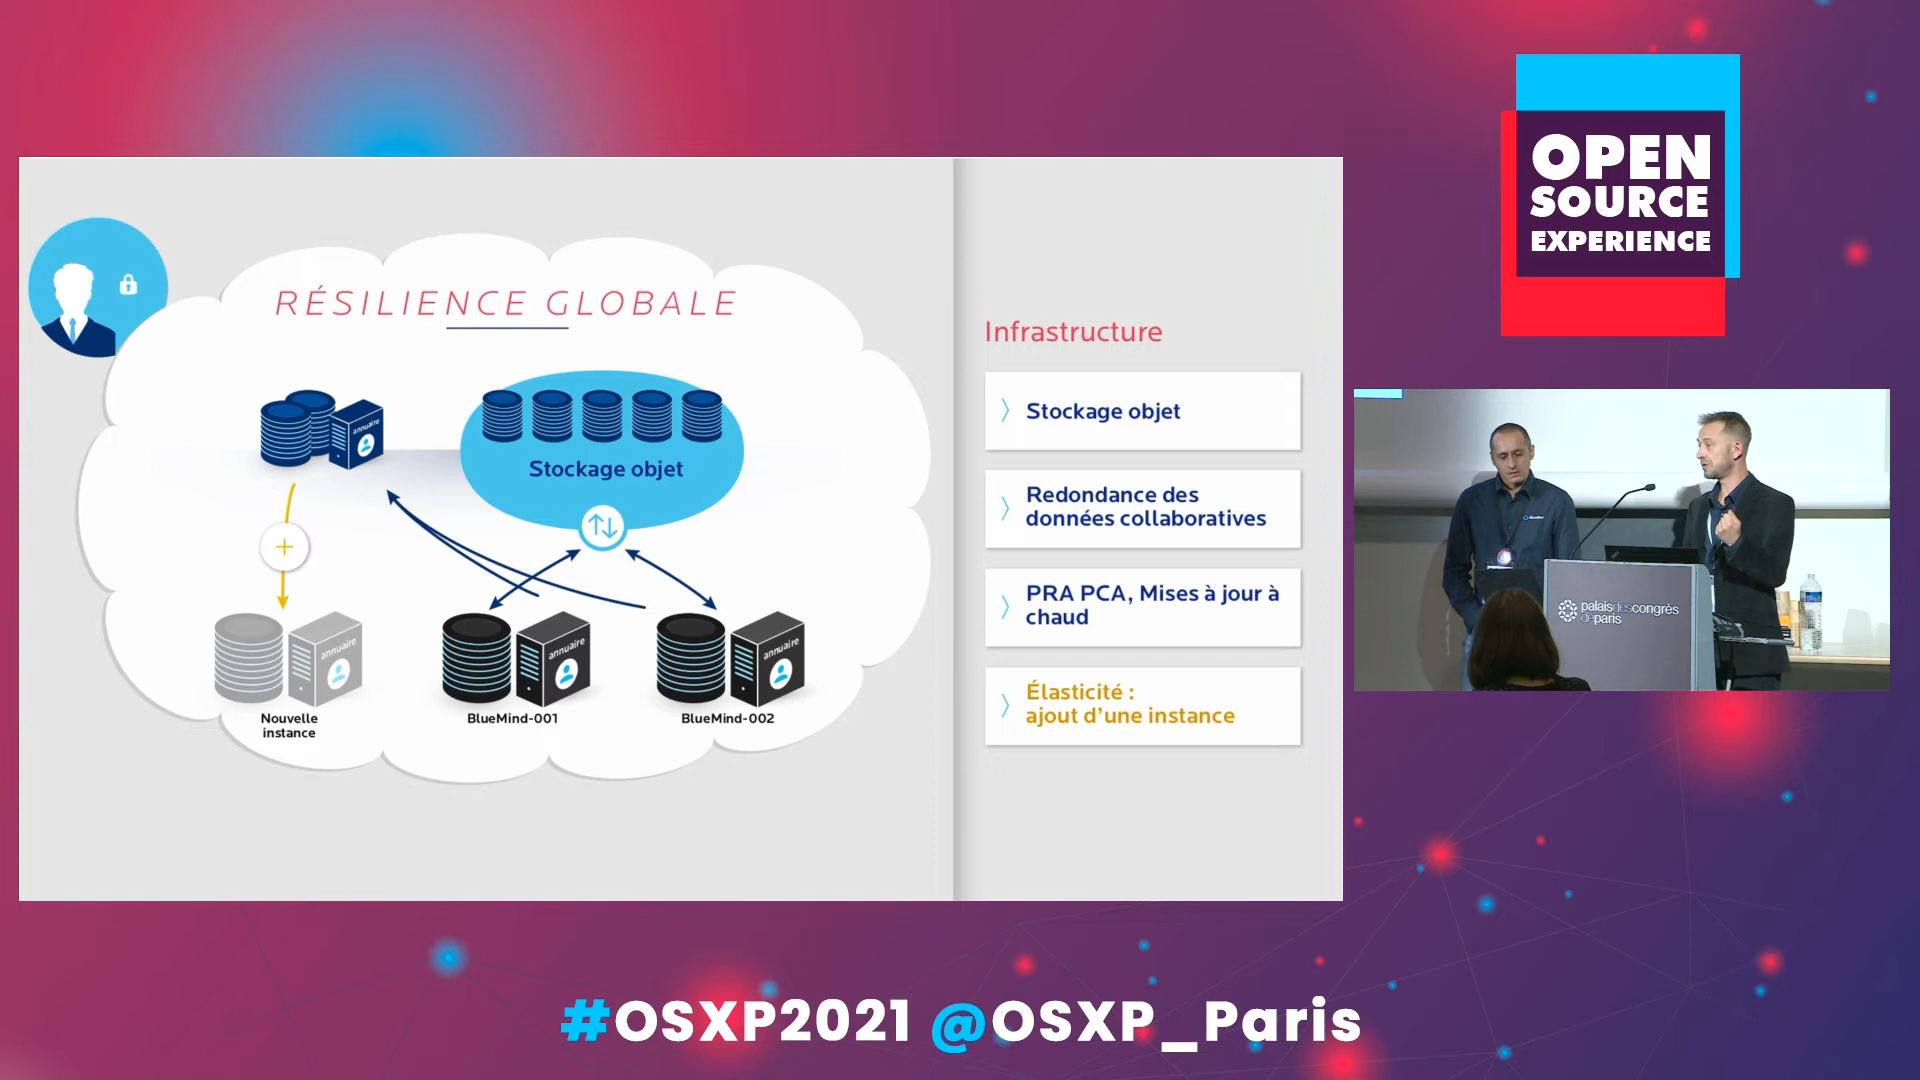 OPEN
SOURCE
EXPERIENCE
RÉSILIENCE GLOBALE
annuaire
Stockage objet
Nouvelle
instance
annuaire
BlueMind-001
annuaire
BlueMind-002
annuaire
Infrastructure
Stockage objet
Redondance des
données collaboratives
PRA PCA, Mises à jour à
chaud
Élasticité :
ajout d'une instance
palaisdescongrès
deparis
#OSXP2021 @OSXP_Paris